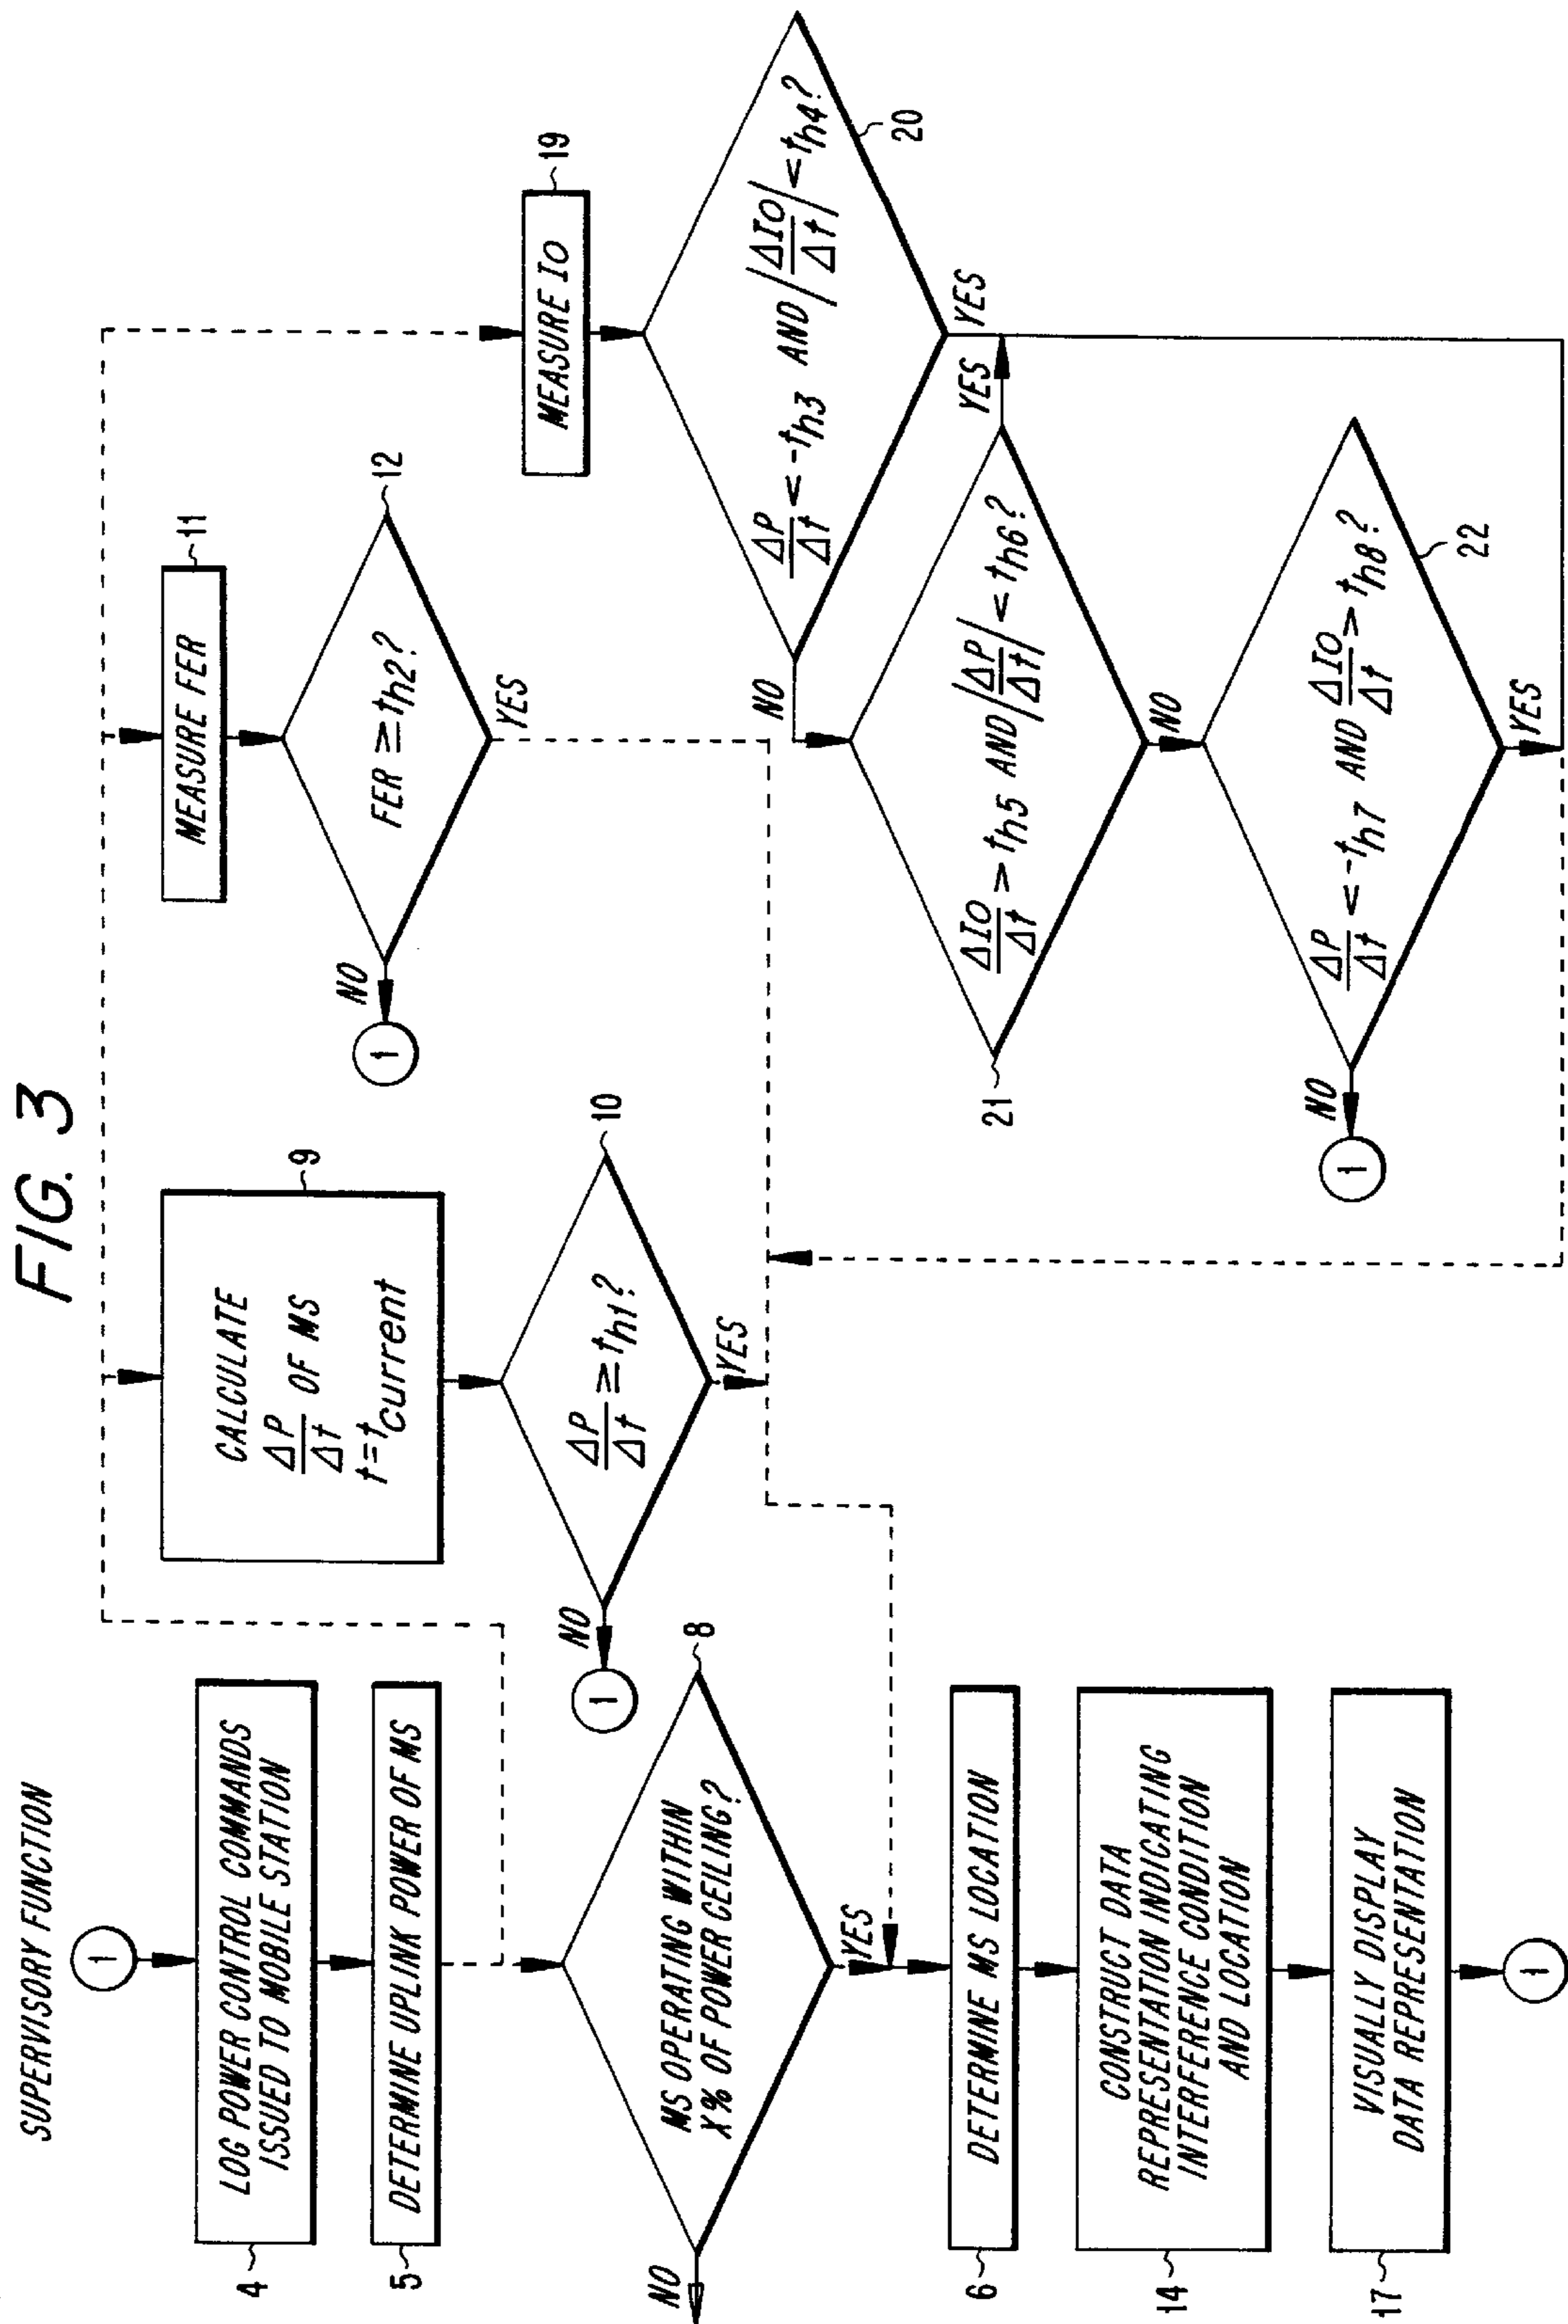 FIG. 3
SUPERVISORY FUNCTION
1
LOG POWER CONTROL COMMANDS
ISSUED TO MOBILE STATION
4
DETERMINE UPLINK POWER OF MS
5
MS OPERATING WITHIN
X% OF POWER CEILING?
8
NO
YES
DETERMINE MS LOCATION
6
CONSTRUCT DATA
REPRESENTATION INDICATING
INTERFERENCE CONDITION
AND LOCATION
14
VISUALLY DISPLAY
DATA REPRESENTATION
17
1
CALCULATE
ΔP/Δt OF MS
t=tcurrent
9
ΔP/Δt ≥ th1?
10
NO
1
YES
MEASURE FER
11
FER ≥ th2?
12
NO
1
YES
MEASURE IO
19
ΔP/Δt < -th3 AND |ΔIO/Δt| < th4?
20
NO
YES
ΔIO/Δt > th5 AND |ΔP/Δt| < th6?
21
YES
NO
ΔP/Δt < -th7 AND ΔIO/Δt > th8?
22
NO
1
YES